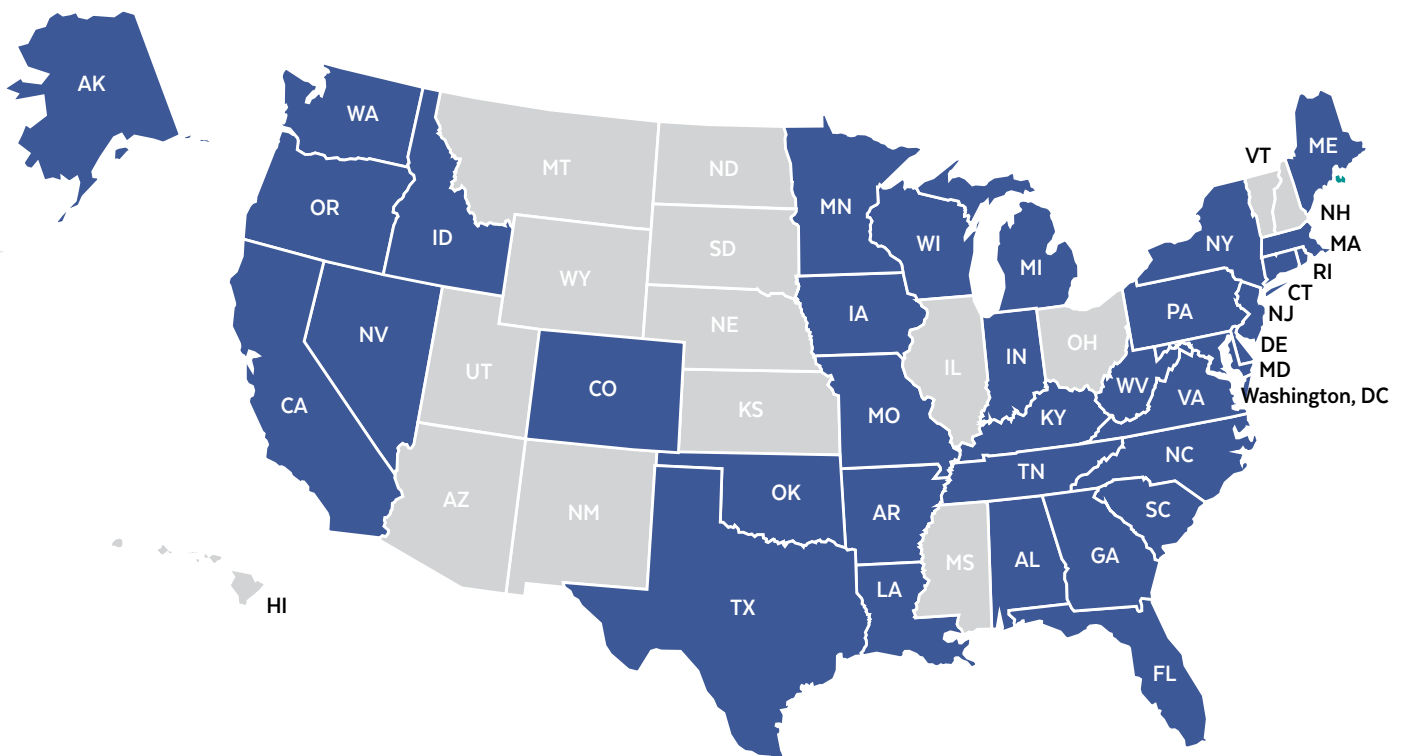 AK
WA
ME
VT
MT
ND
OR
MN
NH
ID
SD
WI
NY
MA
MI
RI
WY
CT
IA
PA
NJ
NE
NV
OH
DE
IN
UT
IL
MD
CO
WV
VA
Washington, DC
CA
KS
MO
KY
NC
TN
OK
AZ
NM
AR
SC
MS
AL
GA
LA
HI
TX
FL